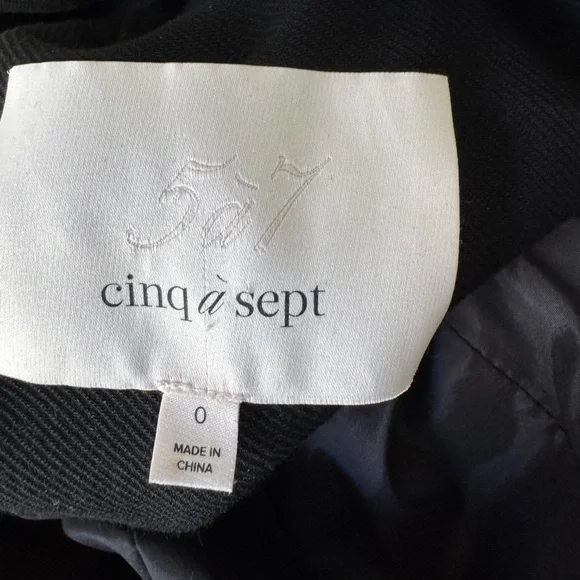 5à7
cinq à sept
0
MADE IN
CHINA